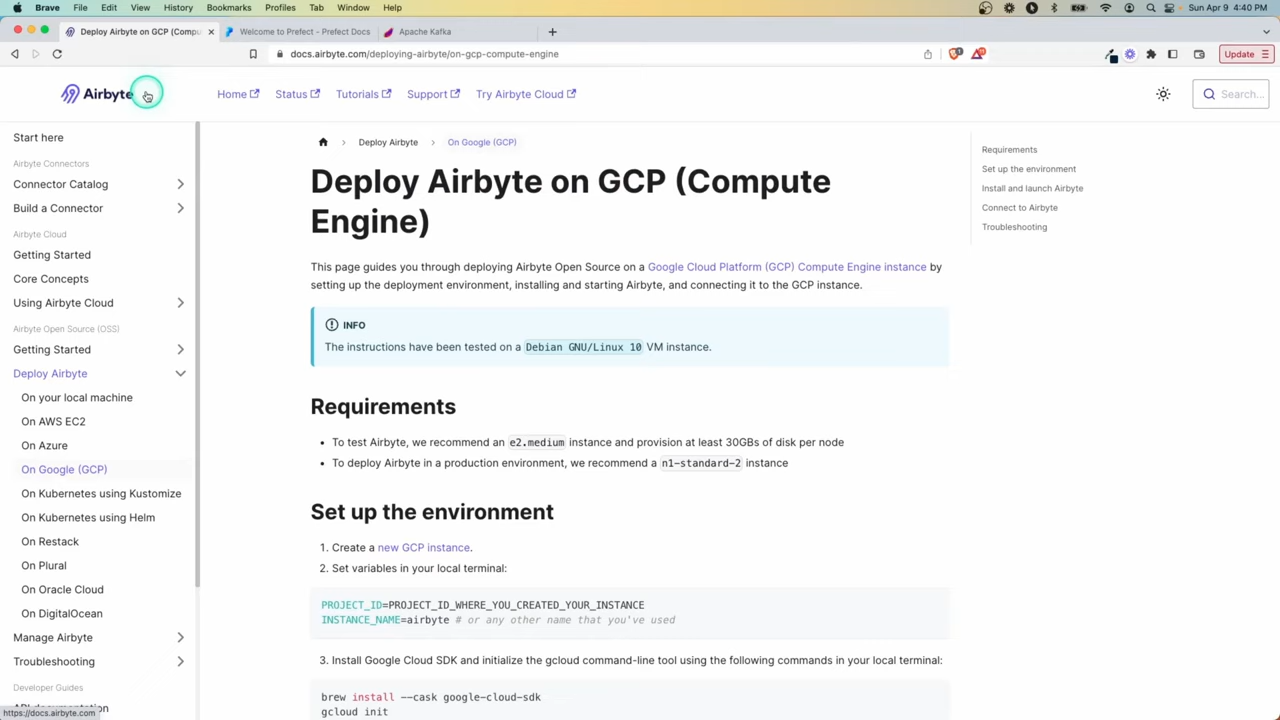 Brave File Edit View History Bookmarks Profiles Tab Window Help Sun Apr 9 4:40 PM
Deploy Airbyte on GCP (Compu Welcome to Prefect - Prefect Docs Apache Kafka
docs.airbyte.com/deploying-airbyte/on-gcp-compute-engine Update
Airbyte Home Status Tutorials Support Try Airbyte Cloud Search...
Start here
Airbyte Connectors
Connector Catalog
Build a Connector
Airbyte Cloud
Getting Started
Core Concepts
Using Airbyte Cloud
Airbyte Open Source (OSS)
Getting Started
Deploy Airbyte
On your local machine
On AWS EC2
On Azure
On Google (GCP)
On Kubernetes using Kustomize
On Kubernetes using Helm
On Restack
On Plural
On Oracle Cloud
On DigitalOcean
Manage Airbyte
Troubleshooting
Developer Guides
API documentation
https://docs.airbyte.com
Deploy Airbyte On Google (GCP)
Deploy Airbyte on GCP (Compute
Engine)
This page guides you through deploying Airbyte Open Source on a Google Cloud Platform (GCP) Compute Engine instance by
setting up the deployment environment, installing and starting Airbyte, and connecting it to the GCP instance.
INFO
The instructions have been tested on a Debian GNU/Linux 10 VM instance.
Requirements
• To test Airbyte, we recommend an e2.medium instance and provision at least 30GBs of disk per node
• To deploy Airbyte in a production environment, we recommend a n1-standard-2 instance
Set up the environment
1. Create a new GCP instance.
2. Set variables in your local terminal:
PROJECT_ID=PROJECT_ID_WHERE_YOU_CREATED_YOUR_INSTANCE
INSTANCE_NAME=airbyte # or any other name that you've used
3. Install Google Cloud SDK and initialize the gcloud command-line tool using the following commands in your local terminal:
brew install --cask google-cloud-sdk
gcloud init
Requirements
Set up the environment
Install and launch Airbyte
Connect to Airbyte
Troubleshooting